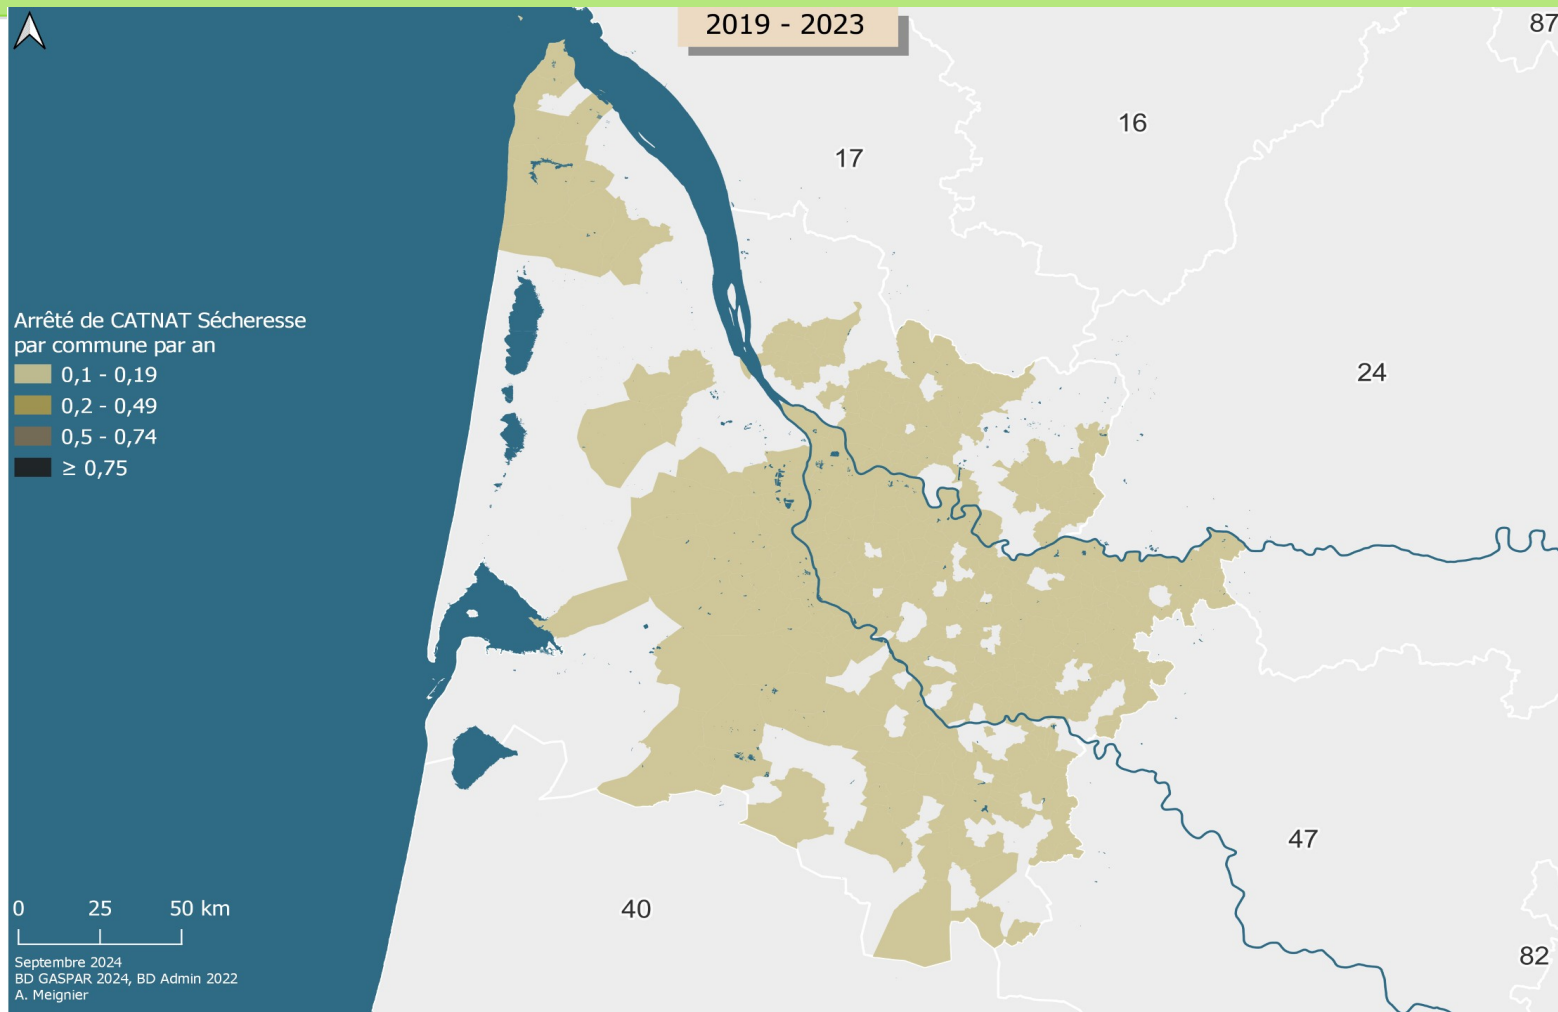 2019 - 2023
87
16
17
24
Arrêté de CATNAT Sécheresse
par commune par an
0,1 - 0,19
0,2 - 0,49
0,5 - 0,74
≥ 0,75
47
40
82
0 25 50 km
Septembre 2024
BD GASPAR 2024, BD Admin 2022
A. Meignier